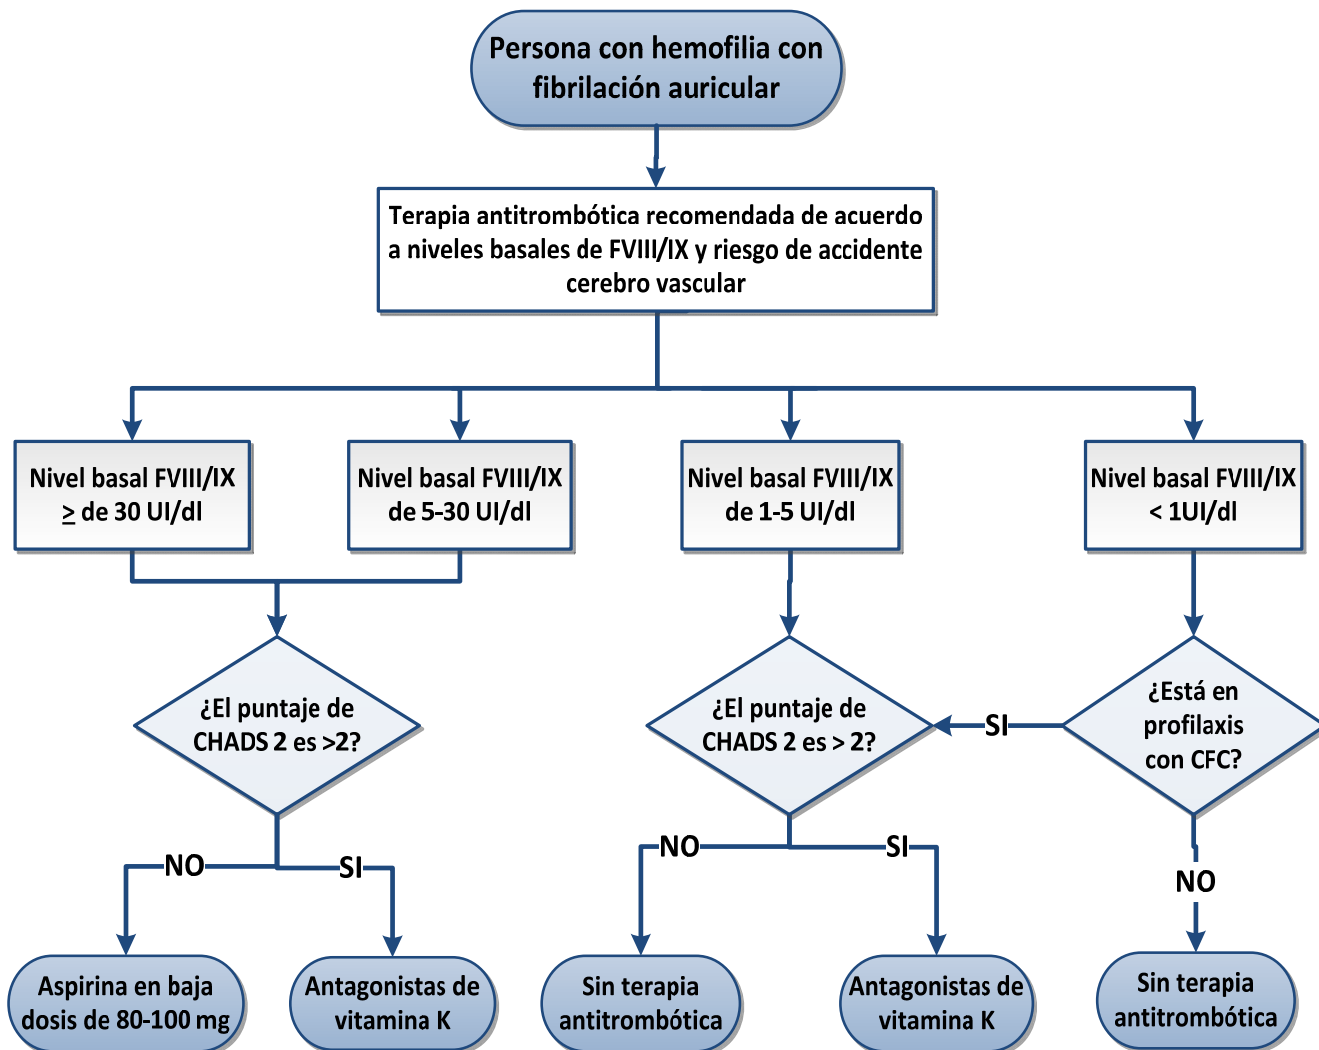 Persona con hemofilia con
fibrilación auricular
Terapia antitrombótica recomendada de acuerdo
a niveles basales de FVIII/IX y riesgo de accidente
cerebro vascular
Nivel basal FVIII/IX
≥ de 30 UI/dl
Nivel basal FVIII/IX
de 5-30 UI/dl
Nivel basal FVIII/IX
de 1-5 UI/dl
Nivel basal FVIII/IX
< 1UI/dl
¿El puntaje de
CHADS 2 es >2?
¿El puntaje de
CHADS 2 es > 2?
SI
¿Está en
profilaxis
con CFC?
NO
SI
NO
SI
NO
Aspirina en baja
dosis de 80-100 mg
Antagonistas de
vitamina K
Sin terapia
antitrombótica
Antagonistas de
vitamina K
Sin terapia
antitrombótica